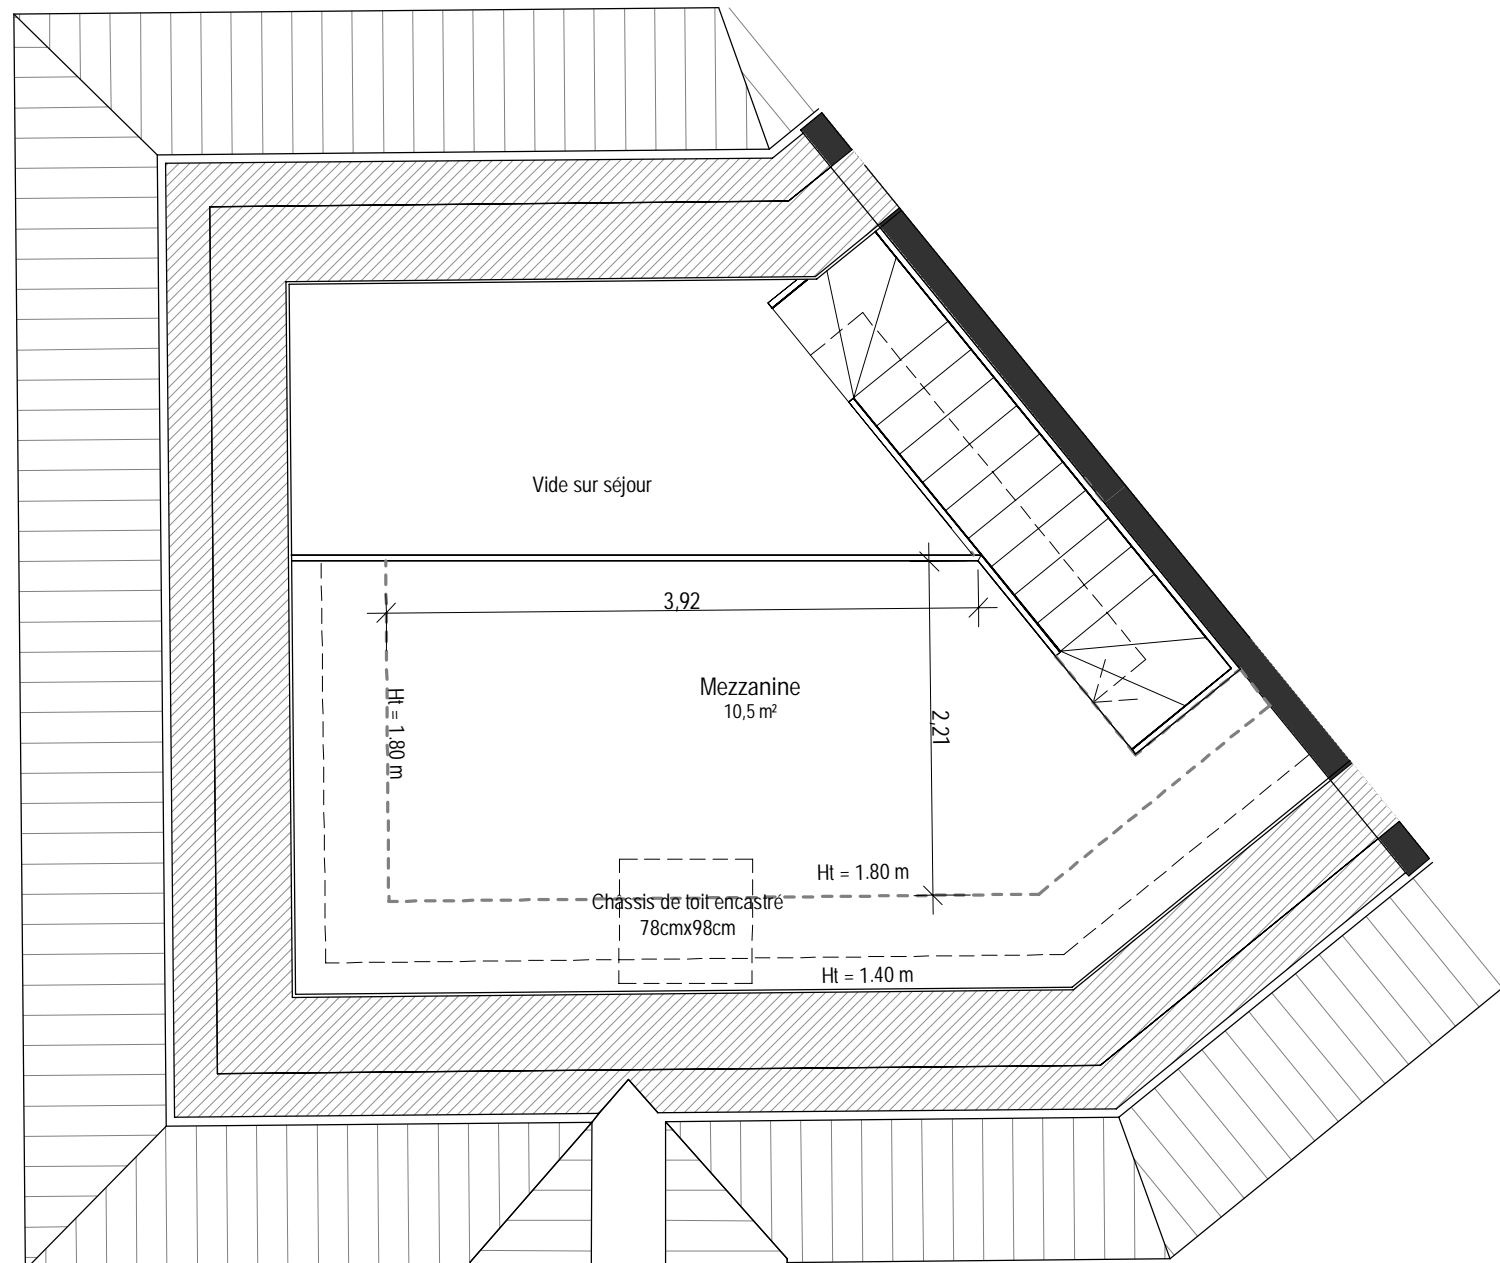 Vide sur séjour
3,92
Mezzanine
10,5 m²
Ht = 1.80 m
2,21
Ht = 1.80 m
Châssis de toit encastré
78cmx98cm
Ht = 1.40 m